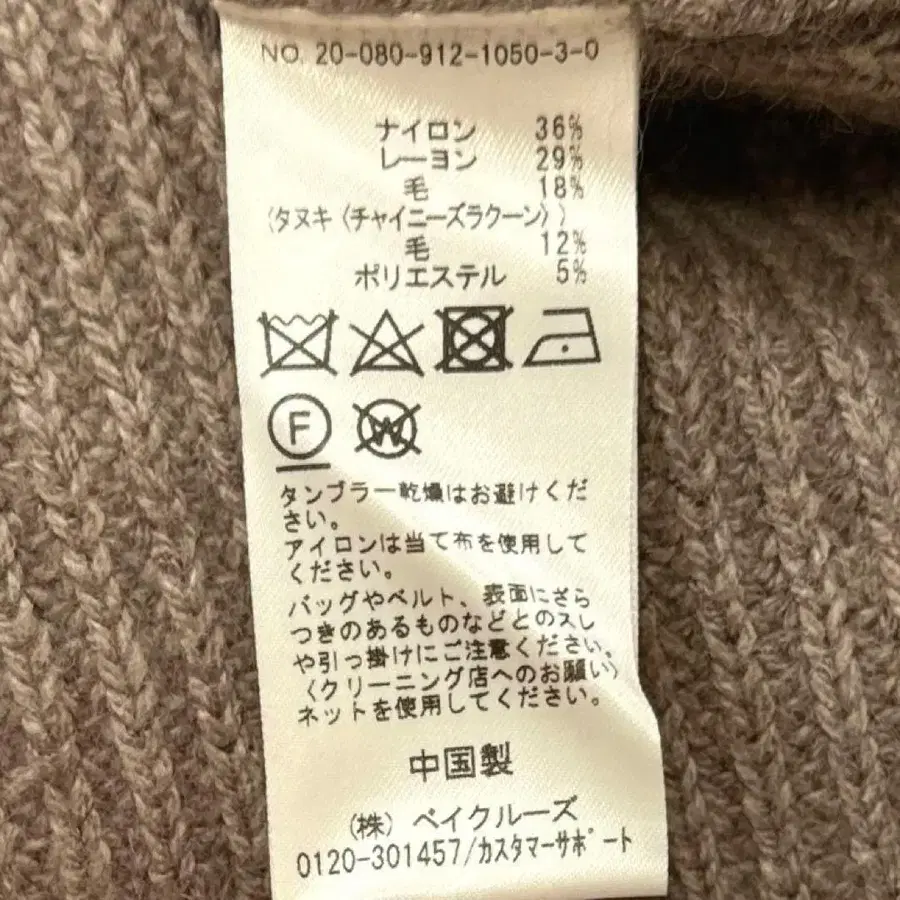 NO. 20-080-912-1050-3-0
ナイロン 36%
レーヨン 29%
毛 18%
(タヌキ(チャイニーズラクーン))
毛 12%
ポリエステル 5%
F
W
タンブラー乾燥はお避けくだ
さい。
アイロンは当て布を使用して
ください。
バッグやベルト、表面にざら
つきのあるものなどとのスレ
や引っ掛けにご注意ください。
〈クリーニング店へのお願い〉
ネットを使用してください。
中国製
(株) ベイクルーズ
0120-301457/カスタマーサポート